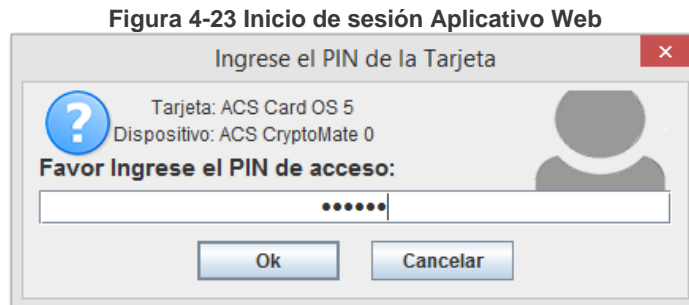 Figura 4-23 Inicio de sesión Aplicativo Web
Ingrese el PIN de la Tarjeta
Tarjeta: ACS Card OS 5
Dispositivo: ACS CryptoMate 0
Favor Ingrese el PIN de acceso:
••••••
Ok Cancelar